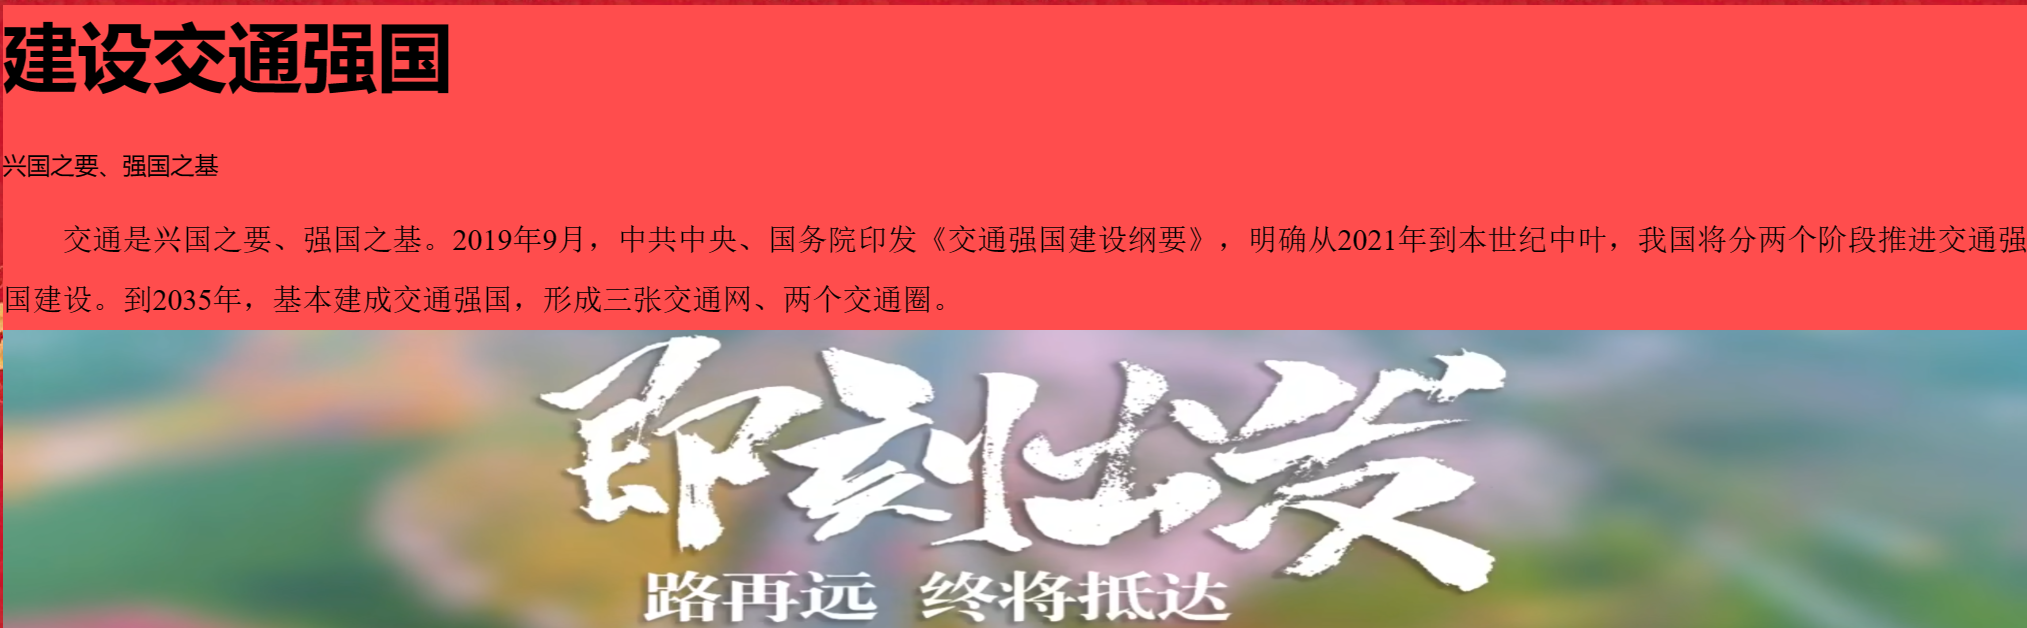 建设交通强国
兴国之要、强国之基
交通是兴国之要、强国之基。2019年9月，中共中央、国务院印发《交通强国建设纲要》，明确从2021年到本世纪中叶，我国将分两个阶段推进交通强
国建设。到2035年，基本建成交通强国，形成三张交通网、两个交通圈。
即刻出发
路再远 终将抵达